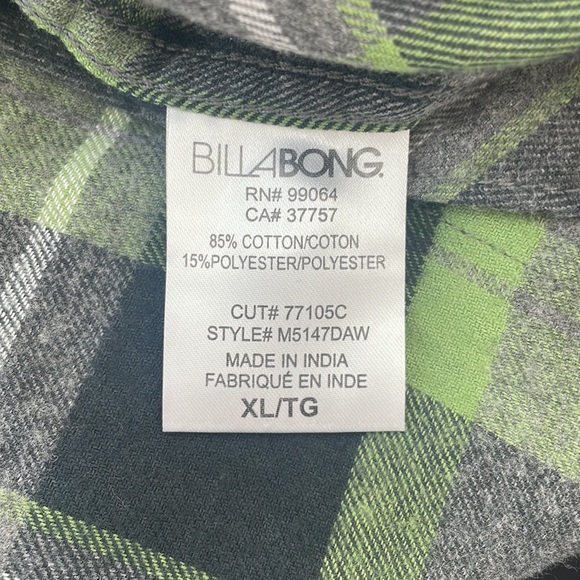 BILLABONG.
RN# 99064
CA# 37757
85% COTTON/COTON
15%POLYESTER/POLYESTER
CUT# 77105C
STYLE# M5147DAW
MADE IN INDIA
FABRIQUÉ EN INDE
XL/TG